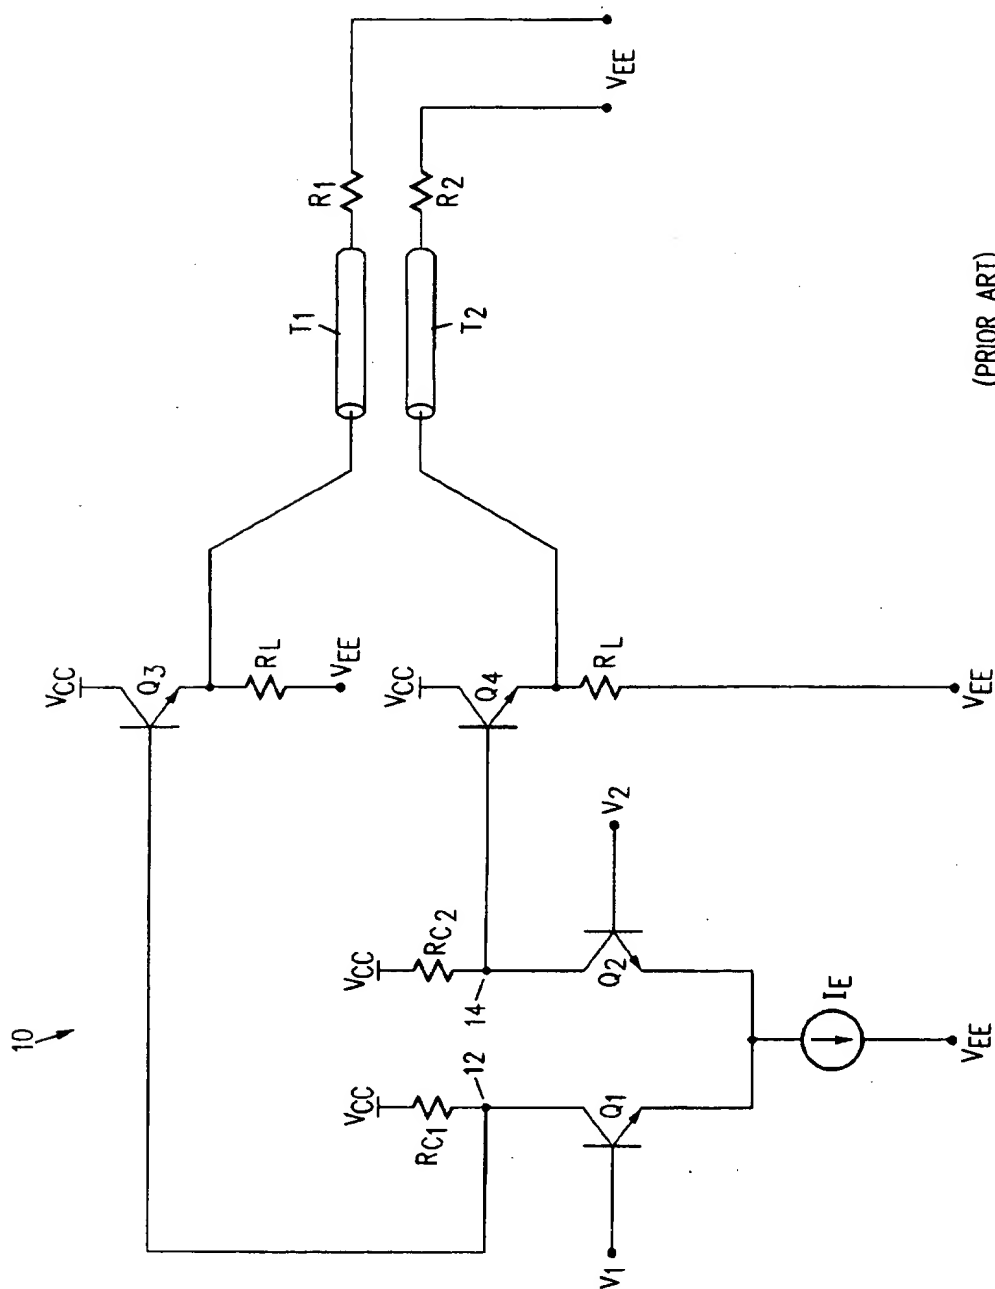 10
VCC
Q3
RL
VEE
T1
R1
R2
T2
VEE
VCC
RC1
12
VCC
RC2
14
VCC
Q4
RL
VEE
V1
Q1
Q2
V2
IE
VEE
(PRIOR ART)